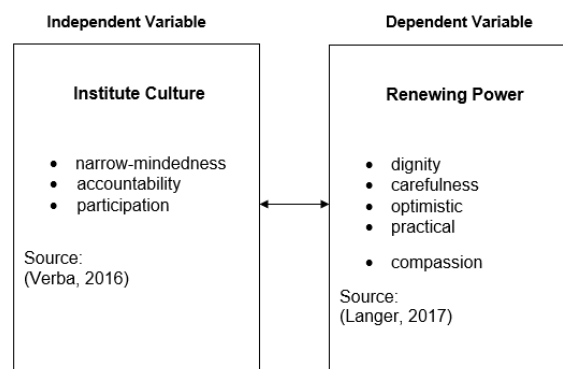 Independent Variable
Institute Culture
• narrow-mindedness
• accountability
• participation
Source:
(Verba, 2016)
Dependent Variable
Renewing Power
• dignity
• carefulness
• optimistic
• practical
• compassion
Source:
(Langer, 2017)